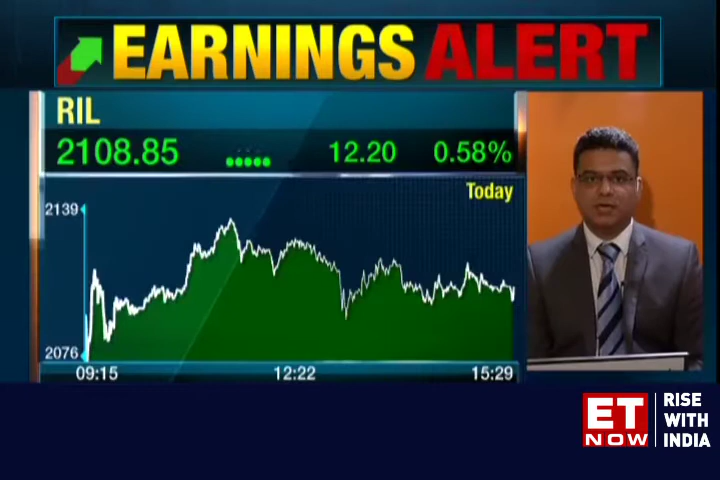 EARNINGS ALERT
RIL
2108.85 12.20 0.58%
Today
2139
2076
09:15 12:22 15:29
ET
NOW
RISE
WITH
INDIA